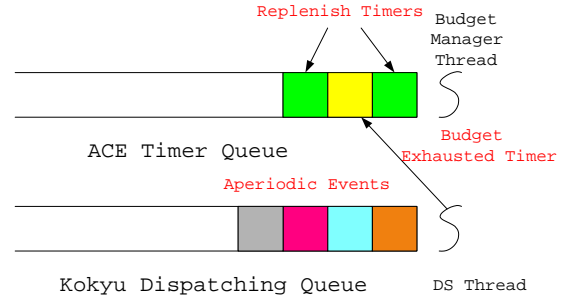 Replenish Timers
Budget
Manager
Thread
ACE Timer Queue
Budget
Exhausted Timer
Aperiodic Events
Kokyu Dispatching Queue
DS Thread